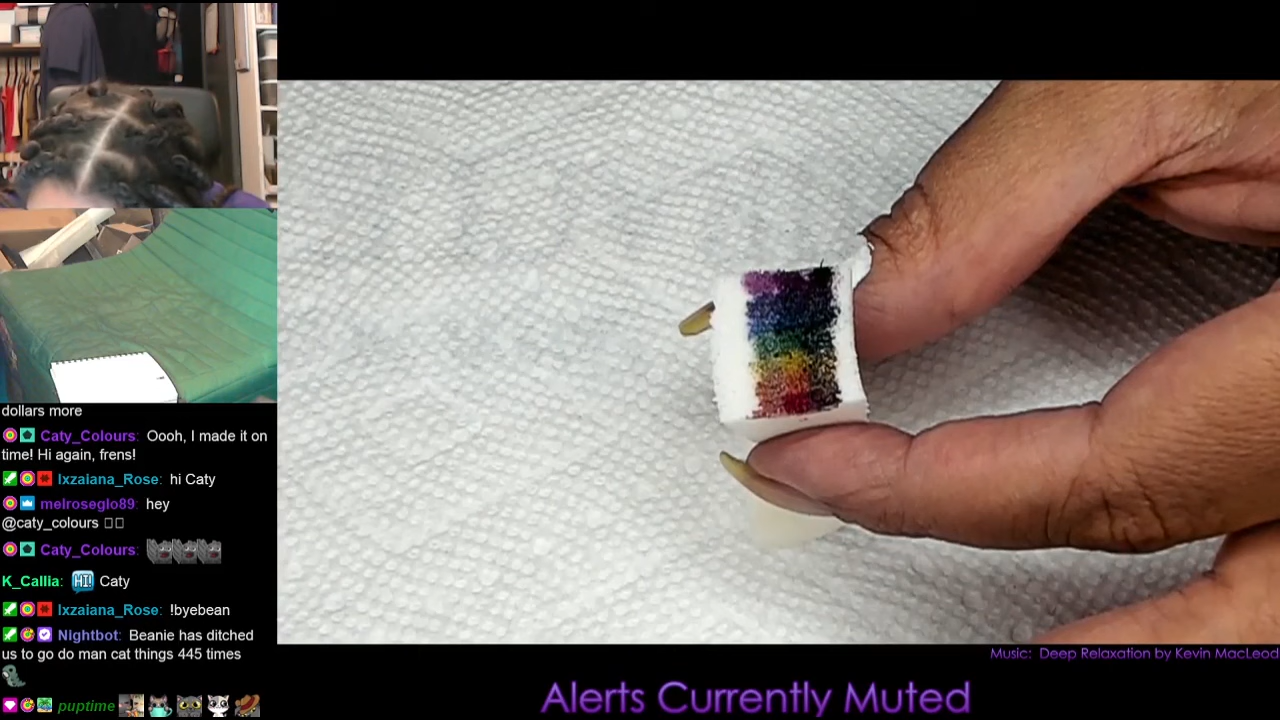 dollars more
Caty_Colours: Oooh, I made it on
time! Hi again, frens!
Ixzaiana_Rose: hi Caty
melroseglo89: hey
@caty_colours
Caty_Colours:
K_Callia: HI! Caty
Ixzaiana_Rose: !byebean
Nightbot: Beanie has ditched
us to go do man cat things 445 times
puptime
Music: Deep Relaxation by Kevin MacLeod
Alerts Currently Muted